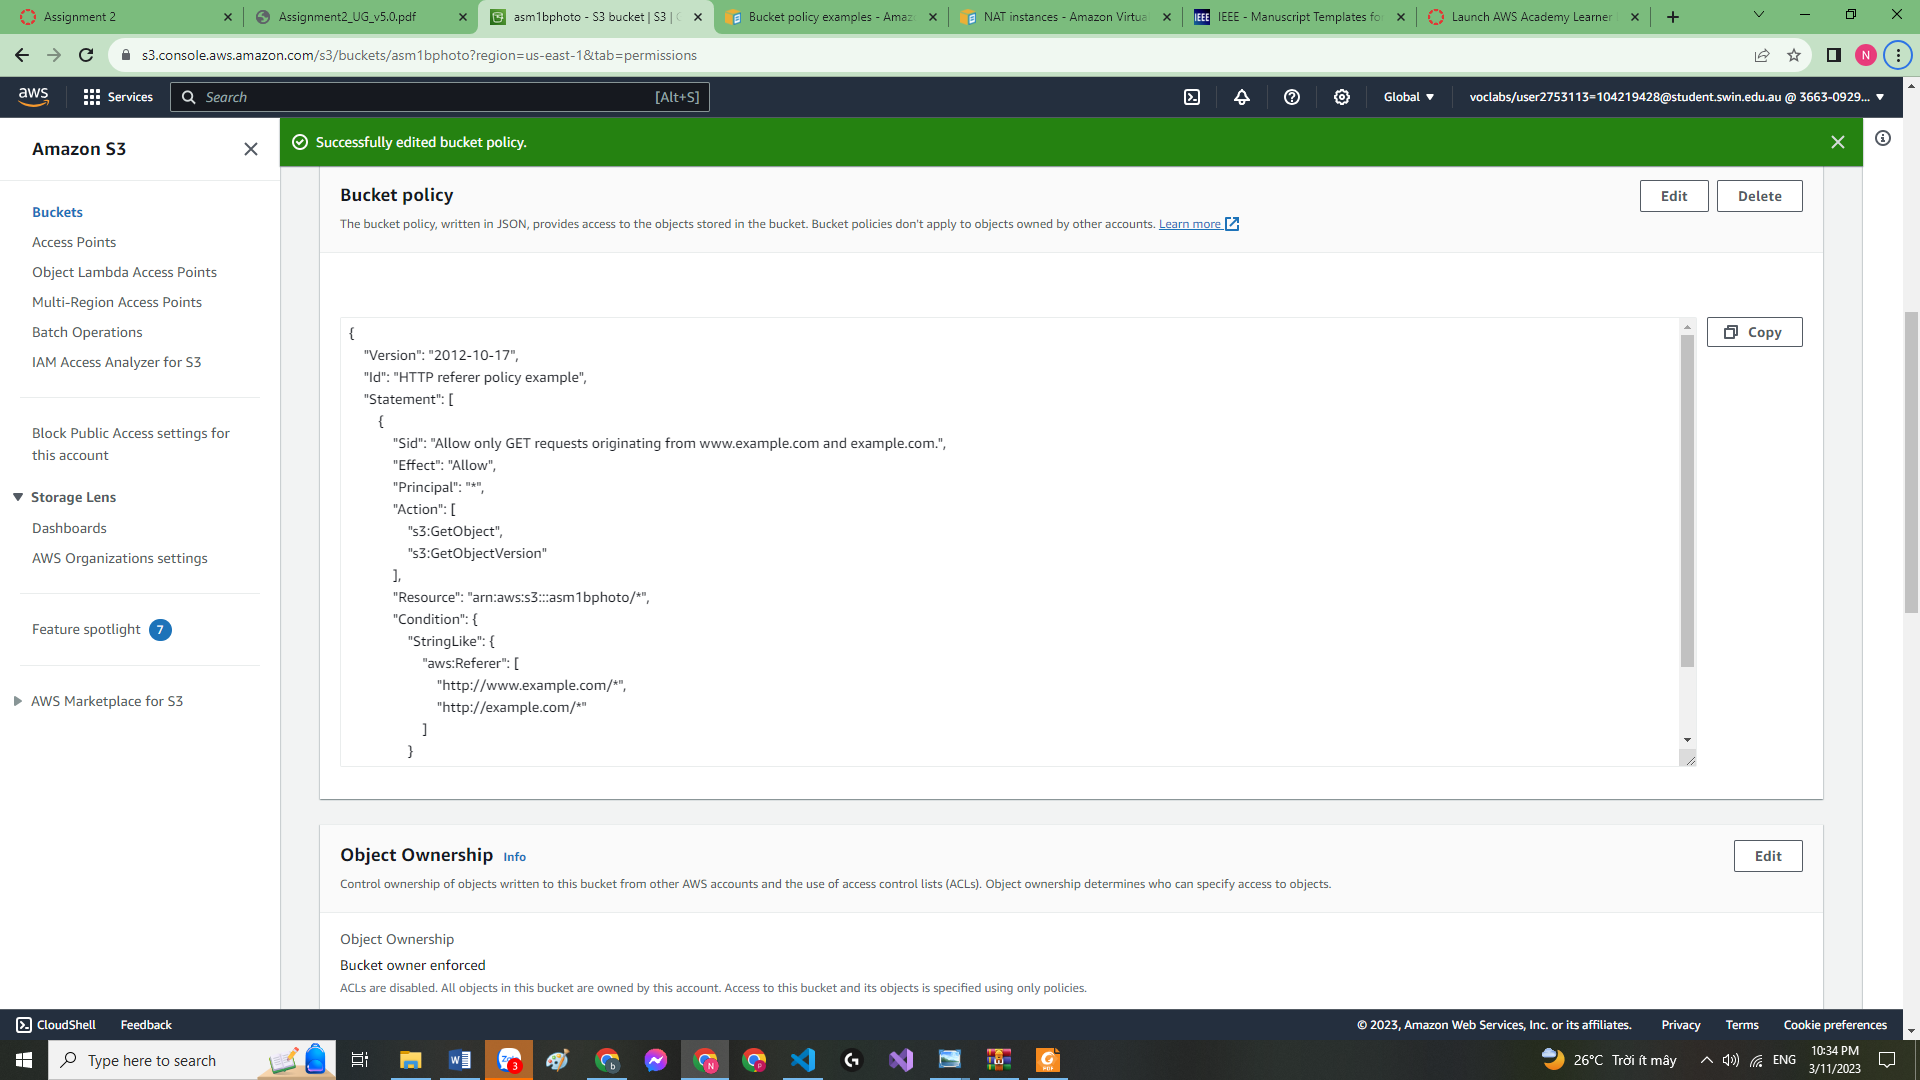 Assignment 2
Assignment2_UG_v5.0.pdf
asm1bphoto - S3 bucket | S3 |
Bucket policy examples - Amaz
NAT instances - Amazon Virtua
IEEE - Manuscript Templates fo
Launch AWS Academy Learner
s3.console.aws.amazon.com/s3/buckets/asm1bphoto?region=us-east-1&tab=permissions
N
aws
Services
Search
[Alt+S]
Global
voclabs/user2753113=104219428@student.swin.edu.au @ 3663-0929...
Amazon S3
Successfully edited bucket policy.
Buckets
Access Points
Object Lambda Access Points
Multi-Region Access Points
Batch Operations
IAM Access Analyzer for S3
Block Public Access settings for
this account
Storage Lens
Dashboards
AWS Organizations settings
Feature spotlight 7
AWS Marketplace for S3
Bucket policy
Edit
Delete
The bucket policy, written in JSON, provides access to the objects stored in the bucket. Bucket policies don't apply to objects owned by other accounts. Learn more
Copy
{
"Version": "2012-10-17",
"Id": "HTTP referer policy example",
"Statement": [
{
"Sid": "Allow only GET requests originating from www.example.com and example.com.",
"Effect": "Allow",
"Principal": "*",
"Action": [
"s3:GetObject",
"s3:GetObjectVersion"
],
"Resource": "arn:aws:s3:::asm1bphoto/*",
"Condition": {
"StringLike": {
"aws:Referer": [
"http://www.example.com/*",
"http://example.com/*"
]
}
Object Ownership Info
Edit
Control ownership of objects written to this bucket from other AWS accounts and the use of access control lists (ACLs). Object ownership determines who can specify access to objects.
Object Ownership
Bucket owner enforced
ACLs are disabled. All objects in this bucket are owned by this account. Access to this bucket and its objects is specified using only policies.
CloudShell
Feedback
© 2023, Amazon Web Services, Inc. or its affiliates.
Privacy
Terms
Cookie preferences
Type here to search
26°C Trời ít mây
ENG
10:34 PM
3/11/2023